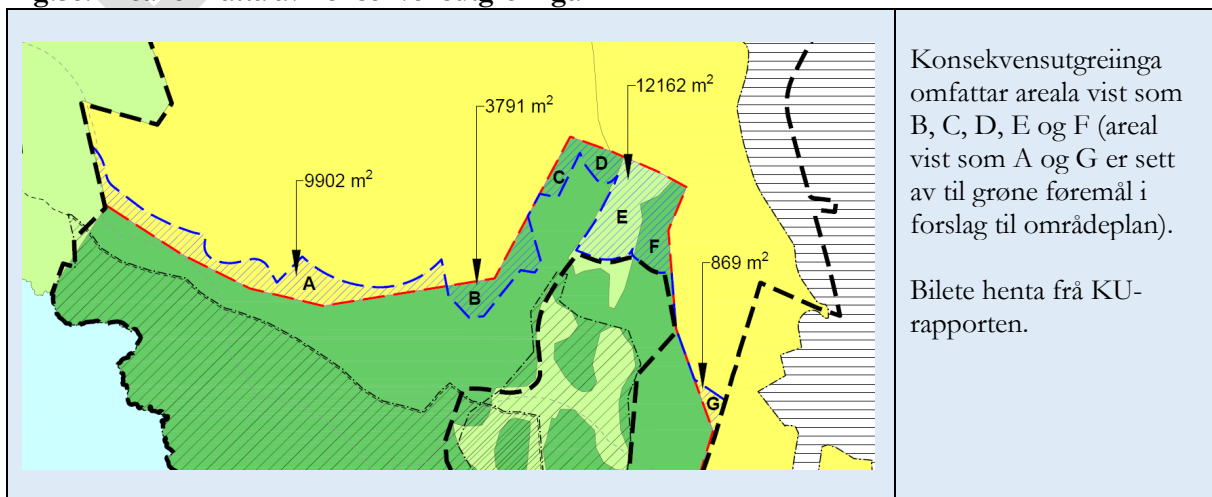 12162 m²
3791 m²
D
C
9902 m²
E
F
869 m²
A
B
G
Konsekvensutgreiinga
omfattar areala vist som
B, C, D, E og F (areal
vist som A og G er sett
av til grøne føremål i
forslag til områdeplan).
Bilete henta frå KU-
rapporten.